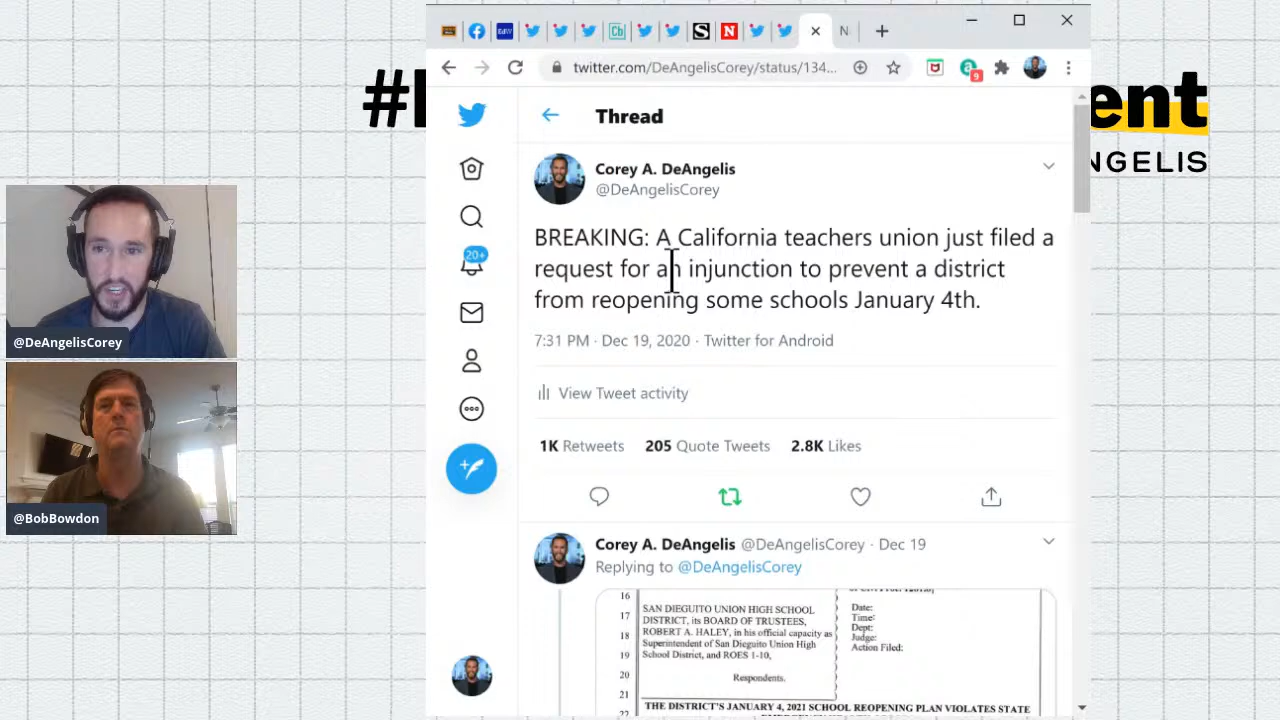 twitter.com/DeAngelisCorey/status/134...
9
#
ent
NGELIS
Thread
Corey A. DeAngelis
@DeAngelisCorey
BREAKING: A California teachers union just filed a
request for an injunction to prevent a district
from reopening some schools January 4th.
7:31 PM · Dec 19, 2020 · Twitter for Android
View Tweet activity
1K Retweets 205 Quote Tweets 2.8K Likes
20+
@DeAngelisCorey
@BobBowdon
Corey A. DeAngelis @DeAngelisCorey · Dec 19
Replying to @DeAngelisCorey
16
17
18
19
20
21
22
SAN DIEGUITO UNION HIGH SCHOOL
DISTRICT, its BOARD OF TRUSTEES,
ROBERT A. HALEY, in his official capacity as
Superintendent of San Dieguito Union High
School District, and ROES 1-10,
Respondents.
Date:
Time:
Dept:
Judge:
Action Filed:
THE DISTRICT'S JANUARY 4, 2021 SCHOOL REOPENING PLAN VIOLATES STATE